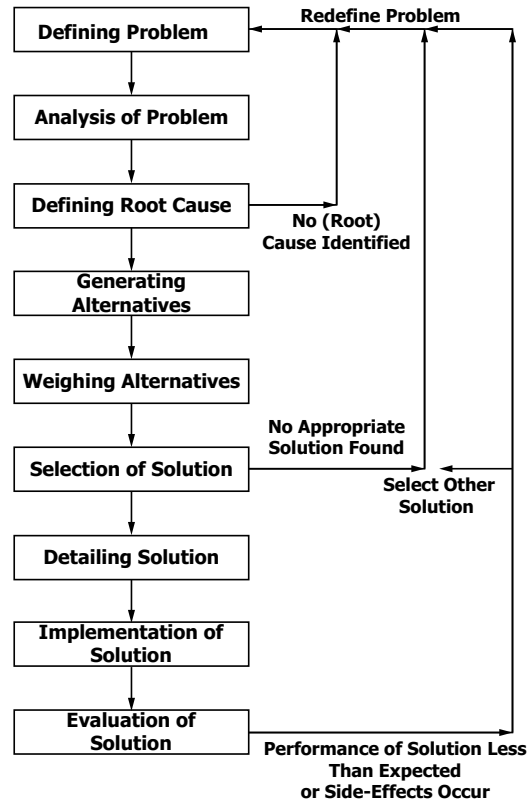 Redefine Problem
Defining Problem
Analysis of Problem
Defining Root Cause
No (Root)
Cause Identified
Generating
Alternatives
Weighing Alternatives
No Appropriate
Solution Found
Selection of Solution
Select Other
Solution
Detailing Solution
Implementation of
Solution
Evaluation of
Solution
Performance of Solution Less
Than Expected
or Side-Effects Occur